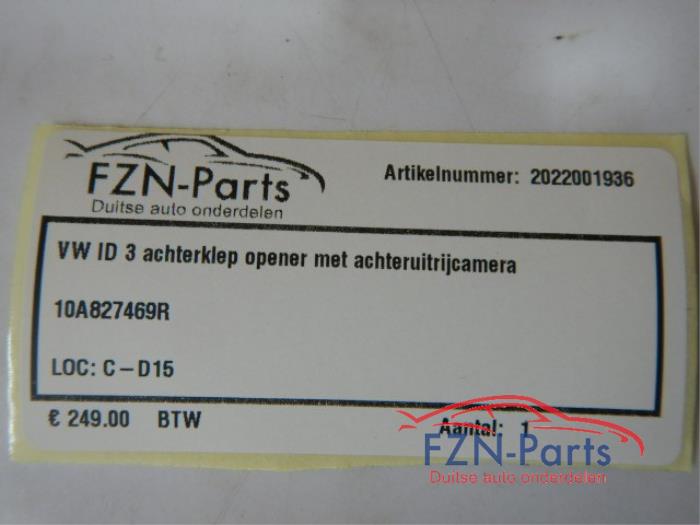 FZN-Parts
Duitse auto onderdelen
Artikelnummer: 2022001936
VW ID 3 achterklep opener met achteruitrijcamera
10A827469R
LOC: C-D15
€ 249.00 BTW
Aantal: 1
FZN-Parts
Duitse auto onderdelen